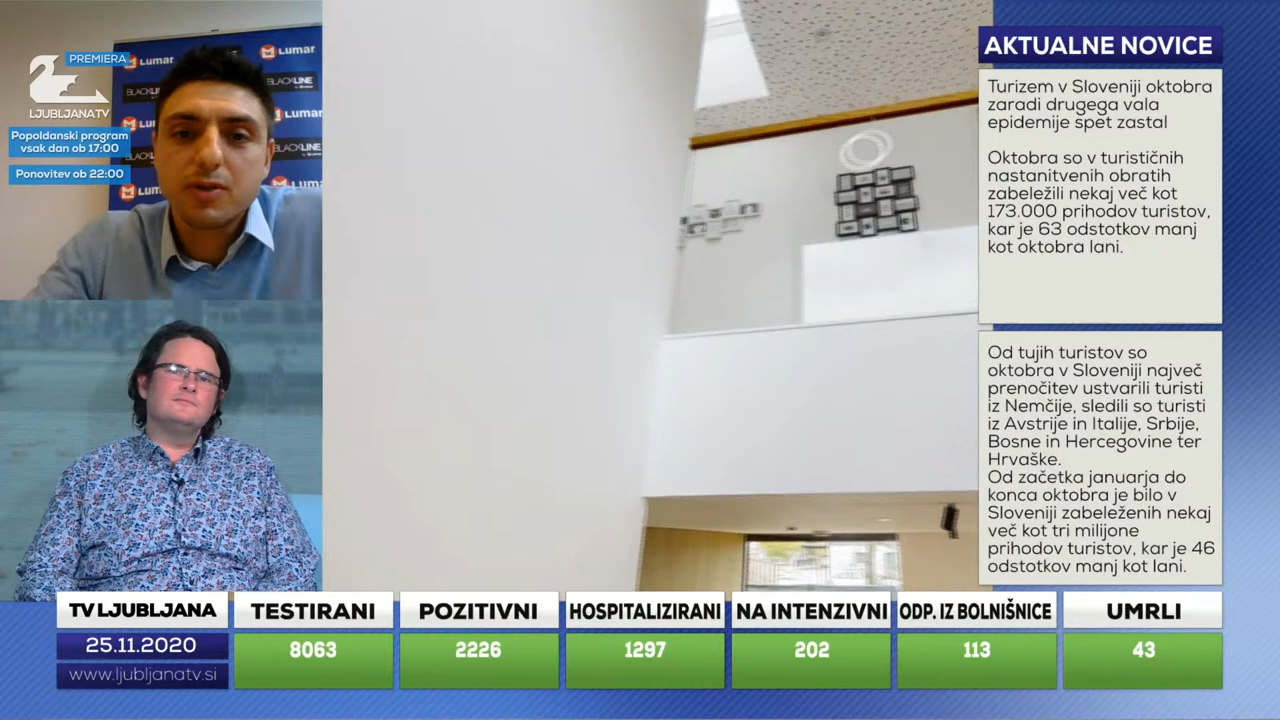 PREMIERA
LJUBLJANATV
Popoldanski program
vsak dan ob 17:00
Ponovitev ob 22:00
Lumar
Lumar
BLACKLINE
Lumar
BLACKLINE
AKTUALNE NOVICE
Turizem v Sloveniji oktobra
zaradi drugega vala
epidemije spet zastal
Oktobra so v turističnih
nastanitvenih obratih
zabeležili nekaj več kot
173.000 prihodov turistov,
kar je 63 odstotkov manj
kot oktobra lani.
Od tujih turistov so
oktobra v Sloveniji največ
prenočitev ustvarili turisti
iz Nemčije, sledili so turisti
iz Avstrije in Italije, Srbije,
Bosne in Hercegovine ter
Hrvaške.
Od začetka januarja do
konca oktobra je bilo v
Sloveniji zabeleženih nekaj
več kot tri milijone
prihodov turistov, kar je 46
odstotkov manj kot lani.
TV LJUBLJANA
25.11.2020
www.ljubljanatv.si
TESTIRANI
8063
POZITIVNI
2226
HOSPITALIZIRANI
1297
NA INTENZIVNI
202
ODP. IZ BOLNIŠNICE
113
UMRLI
43